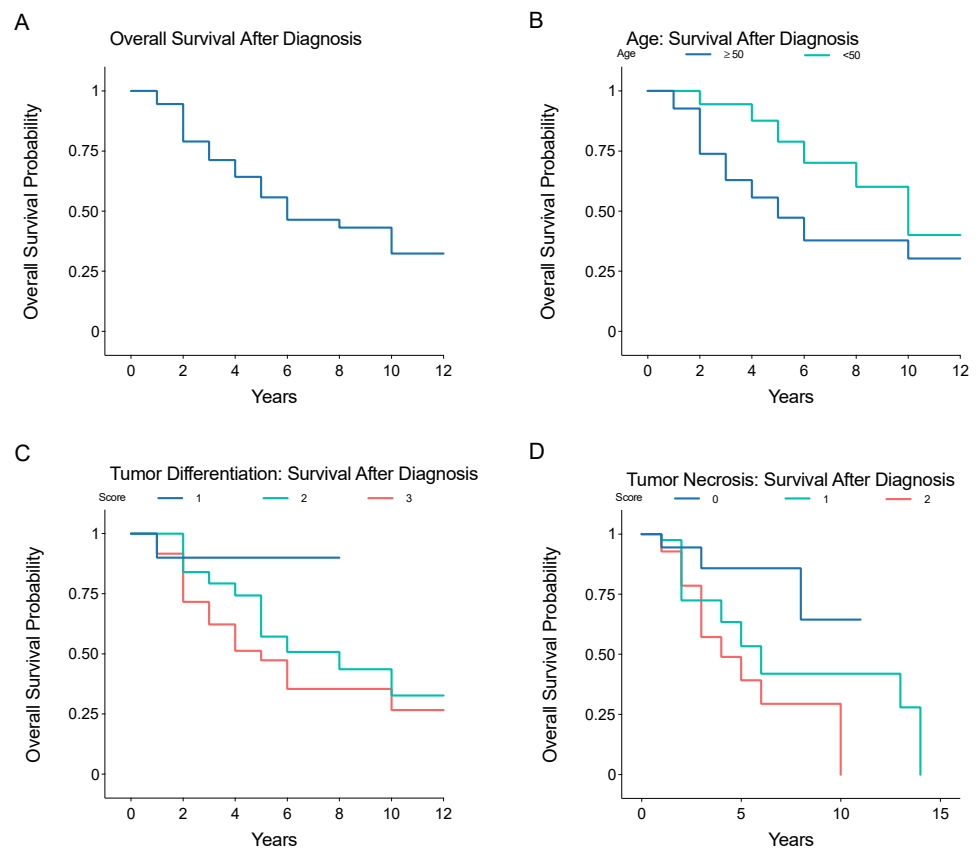 A
Overall Survival After Diagnosis
Overall Survival Probability
1
0.75
0.50
0.25
0
0 2 4 6 8 10 12
Years
B
Age: Survival After Diagnosis
Age ≥ 50 <50
Overall Survival Probability
1
0.75
0.50
0.25
0
0 2 4 6 8 10 12
Years
C
Tumor Differentiation: Survival After Diagnosis
Score 1 2 3
Overall Survival Probability
1
0.75
0.50
0.25
0
0 2 4 6 8 10 12
Years
D
Tumor Necrosis: Survival After Diagnosis
Score 0 1 2
Overall Survival Probability
1
0.75
0.50
0.25
0
0 5 10 15
Years